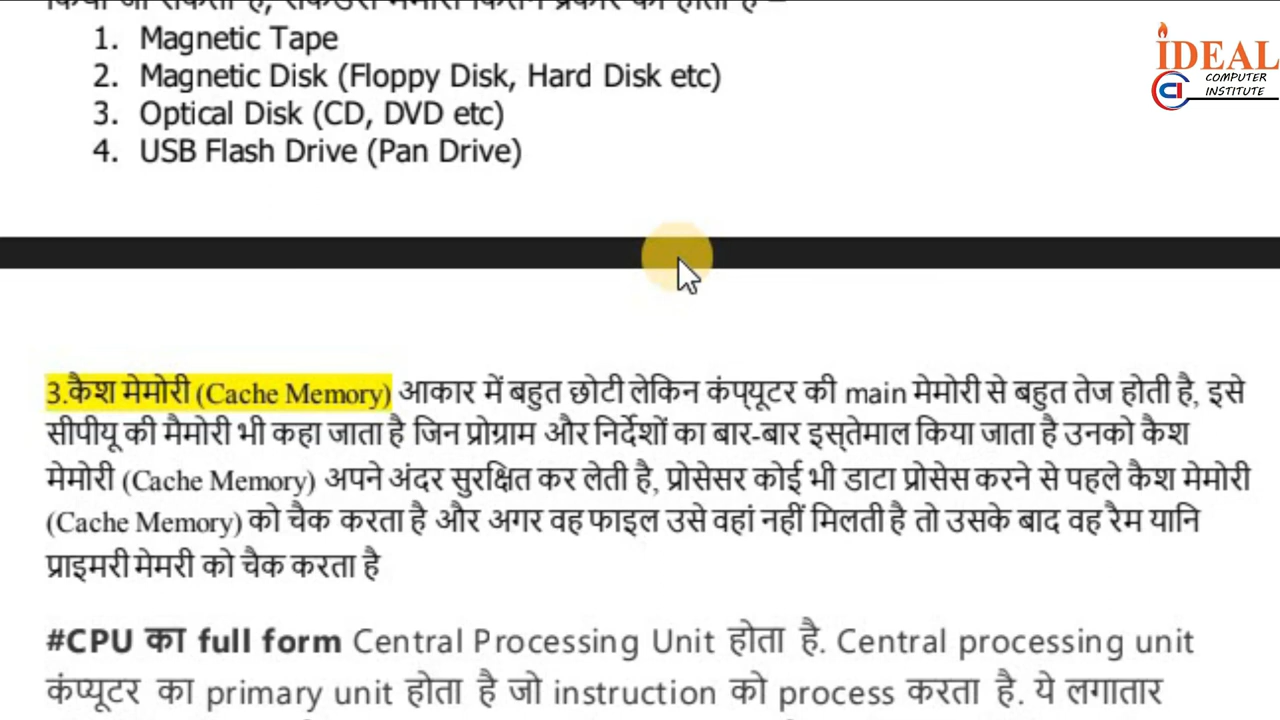 किया जा सकता है, सेकेंडरी मेमोरी कितने प्रकार की होती है –
1. Magnetic Tape
2. Magnetic Disk (Floppy Disk, Hard Disk etc)
3. Optical Disk (CD, DVD etc)
4. USB Flash Drive (Pan Drive)
IDEAL
COMPUTER
INSTITUTE
3.कैश मेमोरी (Cache Memory) आकार में बहुत छोटी लेकिन कंप्यूटर की main मेमोरी से बहुत तेज होती है, इसे
सीपीयू की मैमोरी भी कहा जाता है जिन प्रोग्राम और निर्देशों का बार-बार इस्तेमाल किया जाता है उनको कैश
मेमोरी (Cache Memory) अपने अंदर सुरक्षित कर लेती है, प्रोसेसर कोई भी डाटा प्रोसेस करने से पहले कैश मेमोरी
(Cache Memory) को चैक करता है और अगर वह फाइल उसे वहां नहीं मिलती है तो उसके बाद वह रैम यानि
प्राइमरी मेमरी को चैक करता है
#CPU का full form Central Processing Unit होता है. Central processing unit
कंप्यूटर का primary unit होता है जो instruction को process करता है. ये लगातार